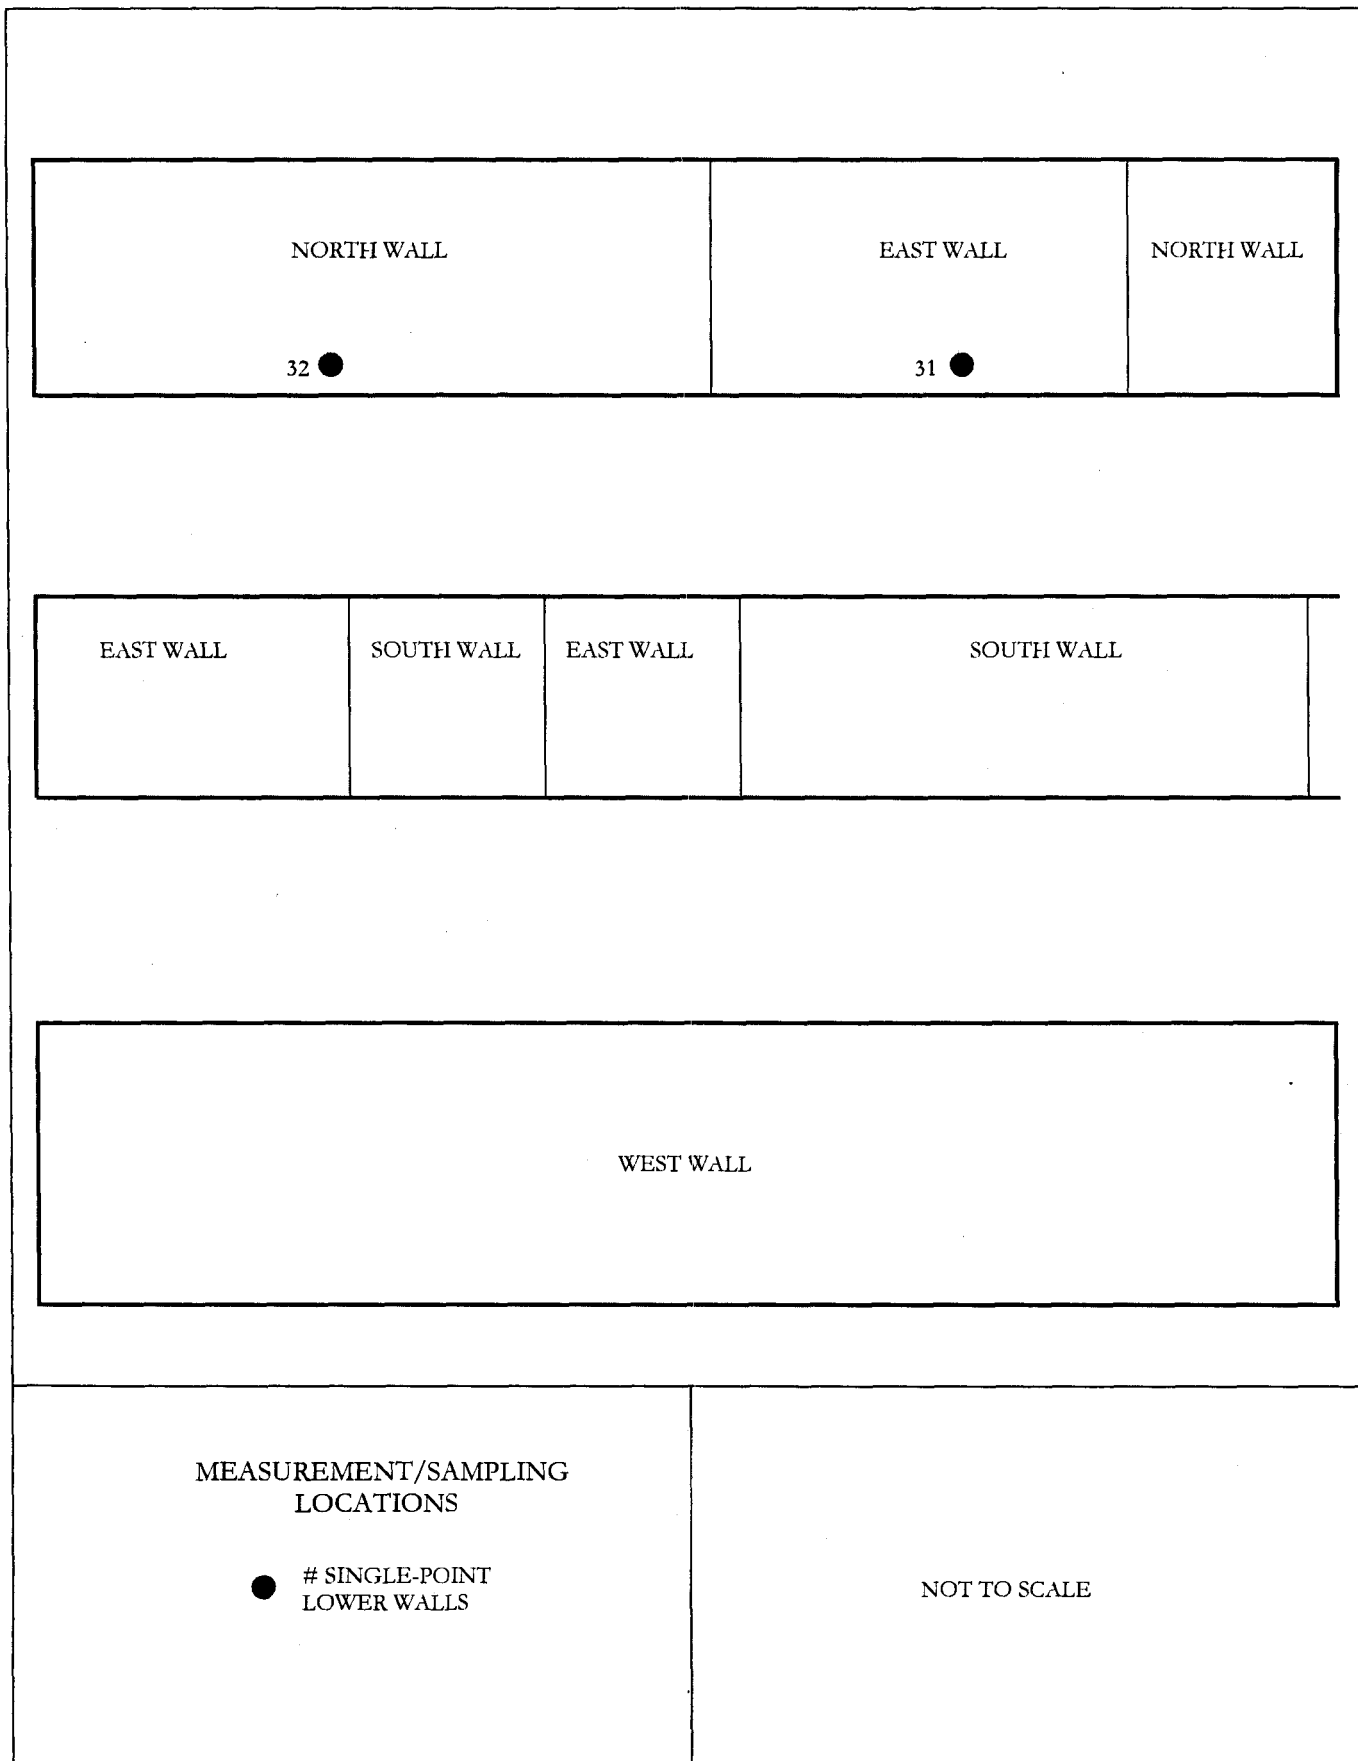 NORTH WALL
EAST WALL
NORTH WALL
32
31
EAST WALL
SOUTH WALL
EAST WALL
SOUTH WALL
WEST WALL
MEASUREMENT/SAMPLING
LOCATIONS
# SINGLE-POINT
LOWER WALLS
NOT TO SCALE